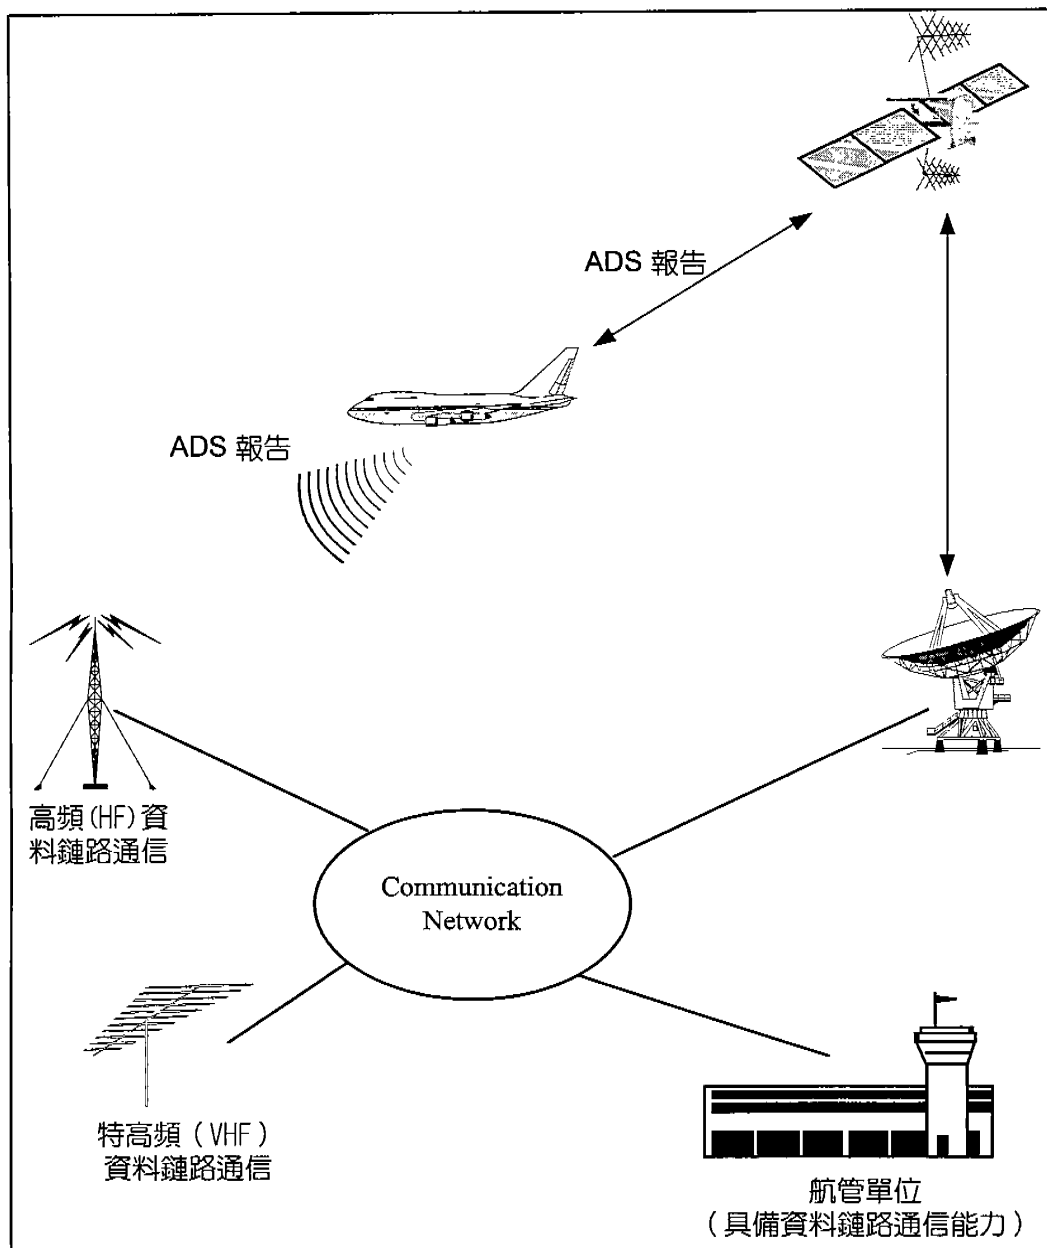 ADS 報告
ADS 報告
高頻(HF)資
料鏈路通信
Communication
Network
特高頻（VHF）
資料鏈路通信
航管單位
（具備資料鏈路通信能力）